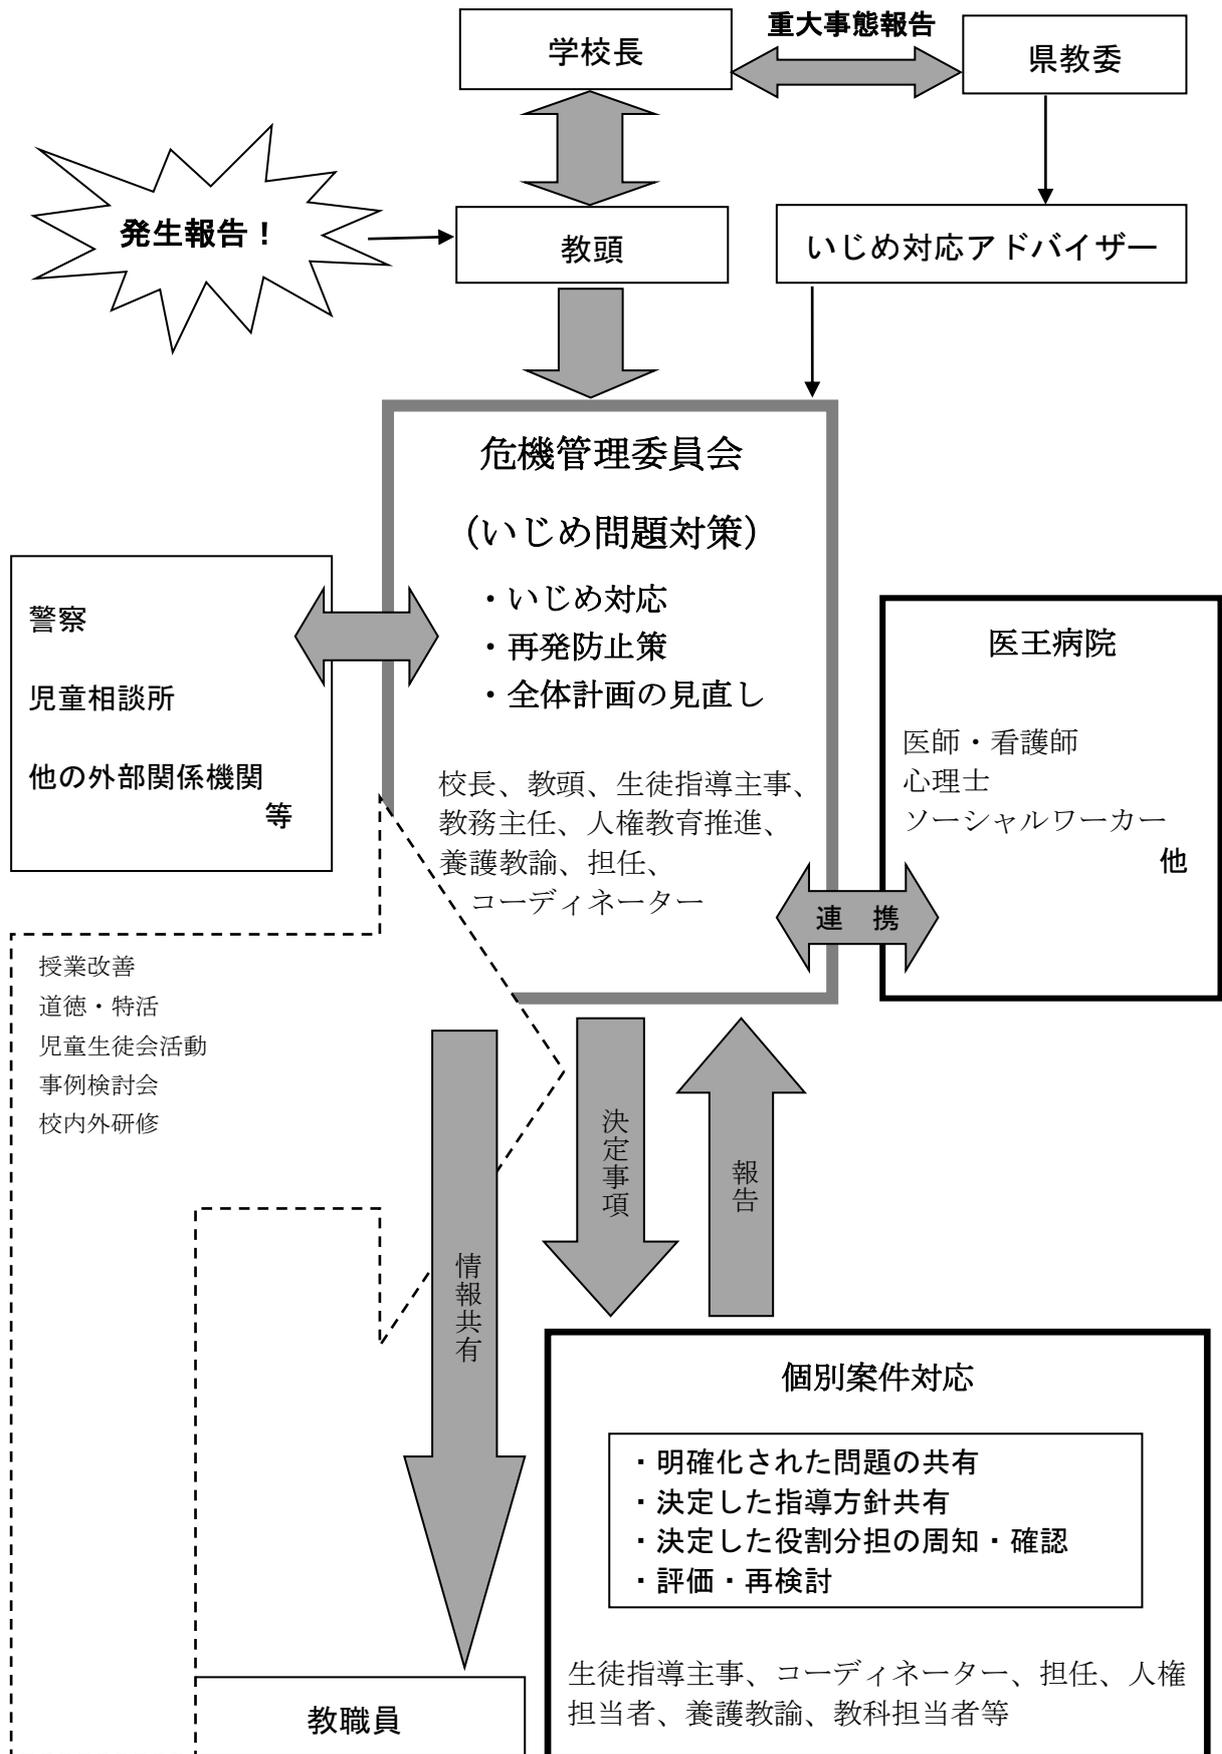 重大事態報告
学校長
県教委
発生報告！
教頭
いじめ対応アドバイザー
危機管理委員会
（いじめ問題対策）
・いじめ対応
・再発防止策
・全体計画の見直し
校長、教頭、生徒指導主事、
教務主任、人権教育推進、
養護教諭、担任、
コーディネーター
警察
児童相談所
他の外部関係機関
等
医王病院
医師・看護師
心理士
ソーシャルワーカー
他
連　携
授業改善
道徳・特活
児童生徒会活動
事例検討会
校内外研修
決定事項
報告
情報共有
個別案件対応
・明確化された問題の共有
・決定した指導方針共有
・決定した役割分担の周知・確認
・評価・再検討
生徒指導主事、コーディネーター、担任、人権
担当者、養護教諭、教科担当者等
教職員